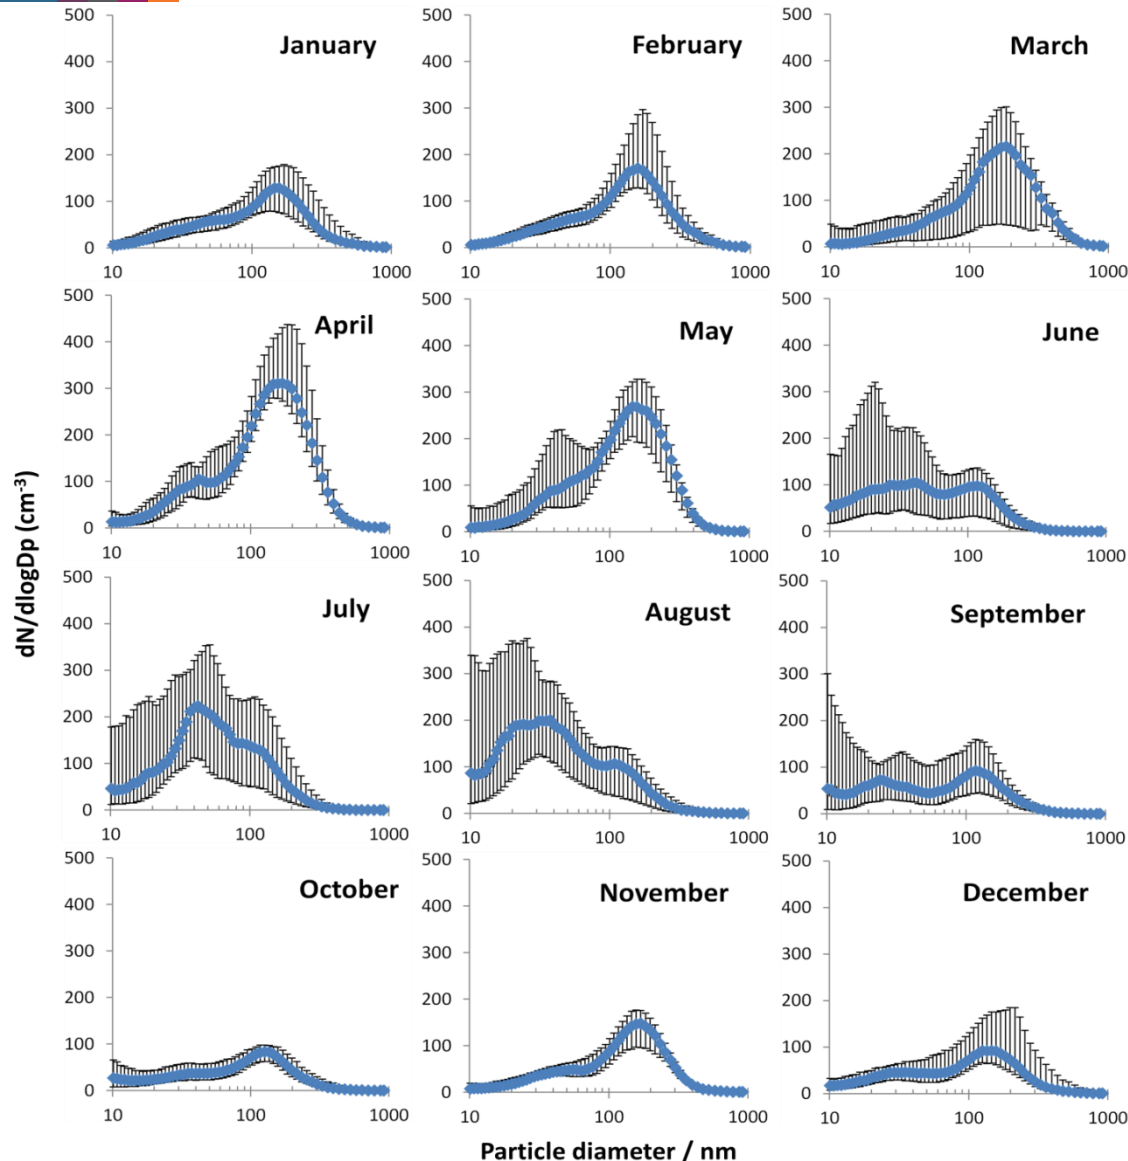 500 500 500
January February March
400 400 400
300 300 300
200 200 200
100 100 100
0 0 0
10 100 1000 10 100 1000 10 100 1000
500 500 500
April May June
400 400 400
300 300 300
200 200 200
100 100 100
0 0 0
10 100 1000 10 100 1000 10 100 1000
dN/dlogDp (cm⁻³)
500 500 500
July August September
400 400 400
300 300 300
200 200 200
100 100 100
0 0 0
10 100 1000 10 100 1000 10 100 1000
500 500 500
October November December
400 400 400
300 300 300
200 200 200
100 100 100
0 0 0
10 100 1000 10 100 1000 10 100 1000
Particle diameter / nm